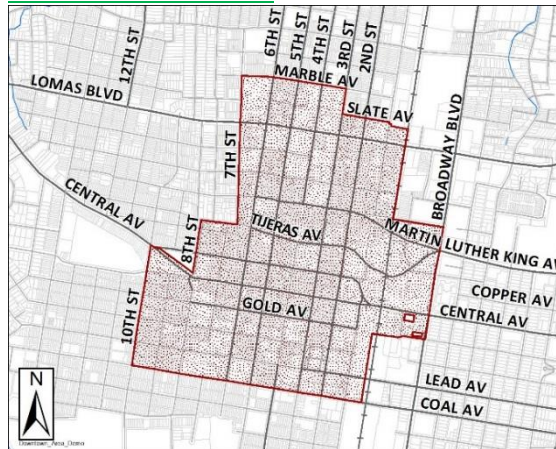 6TH ST
5TH ST
4TH ST
3RD ST
2ND ST
12TH ST
MARBLE AV
LOMAS BLVD
SLATE AV
BROADWAY BLVD
7TH ST
CENTRAL AV
8TH ST
TIJERAS AV
MARTIN LUTHER KING AV
COPPER AV
GOLD AV
CENTRAL AV
10TH ST
LEAD AV
COAL AV
N